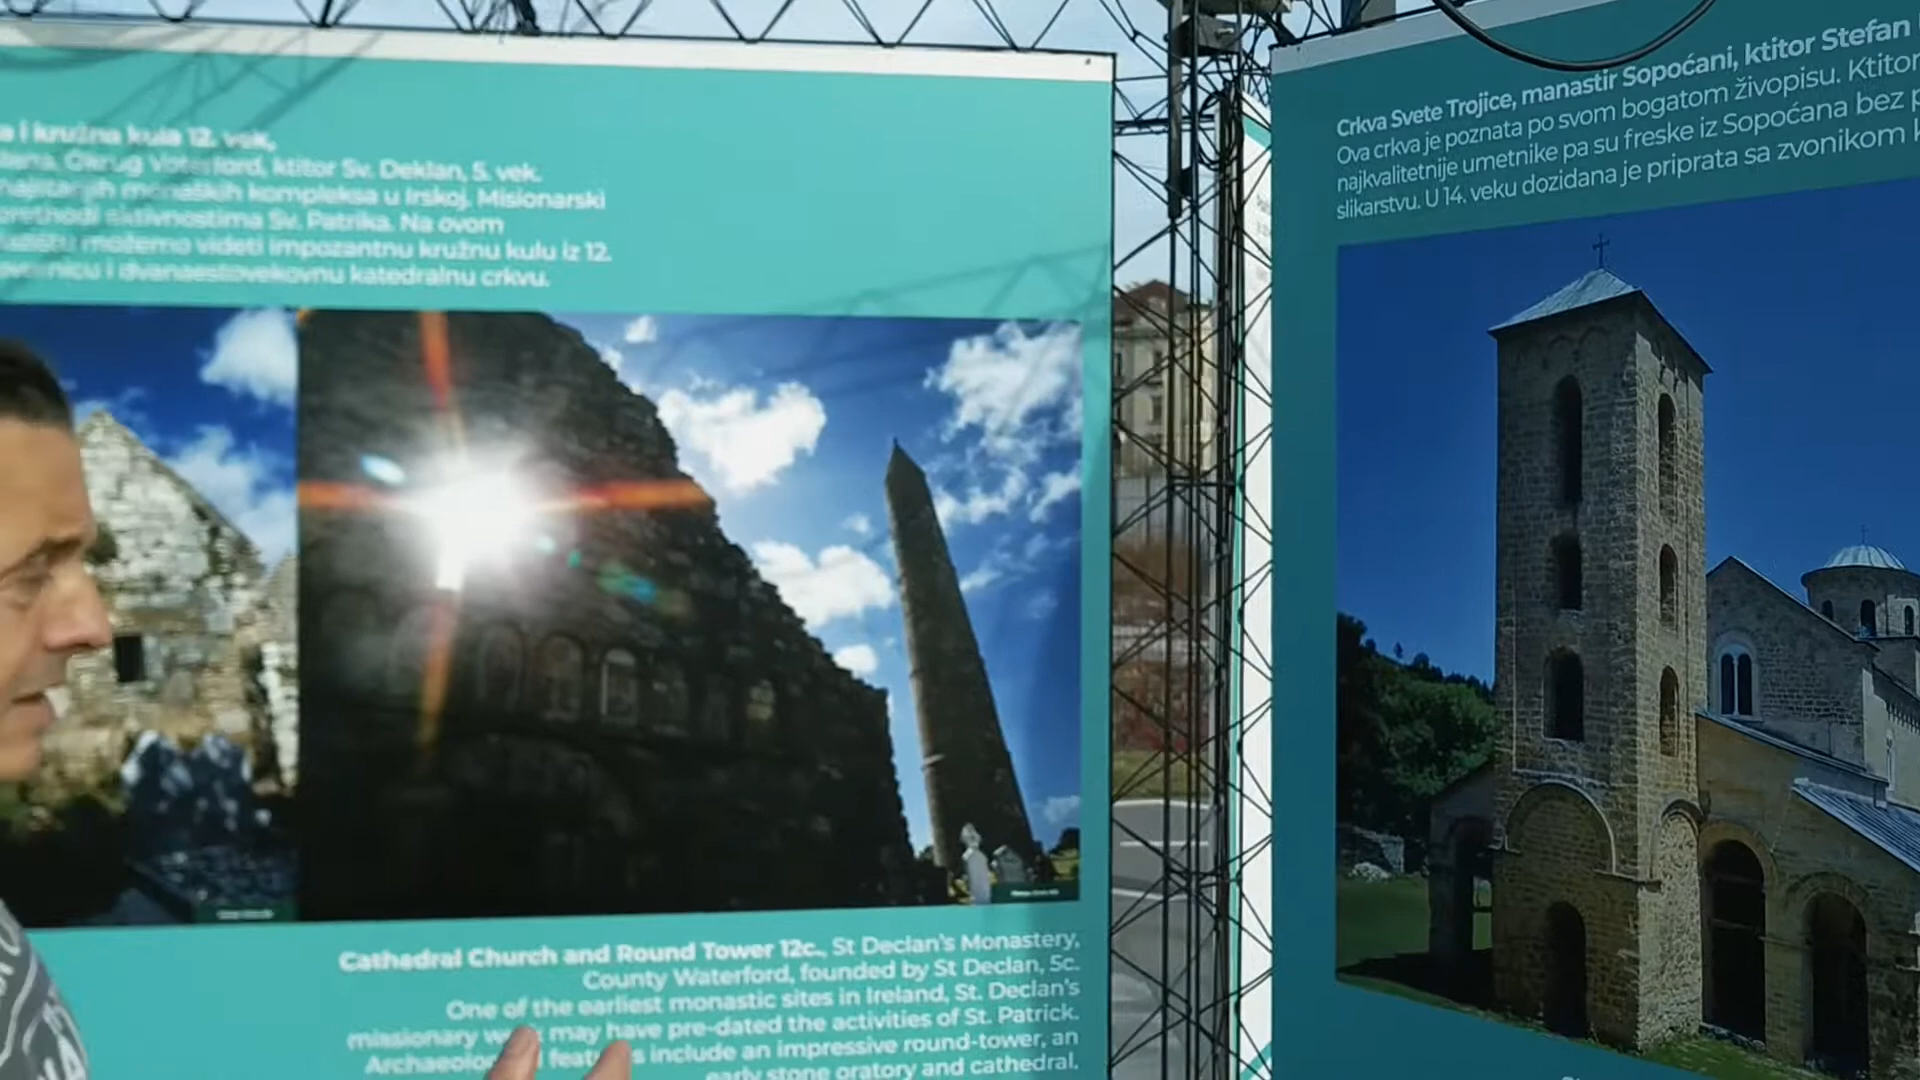 a i kružna kula 12. vek,
Okrug Voterford, ktitor Sv. Deklan, 5. vek.
monaških kompleksa u Irskoj. Misionarski
prethodi aktivnostima Sv. Patrika. Na ovom
možemo videti impozantnu kružnu kulu iz 12.
i dvanaestovekovnu katedralnu crkvu.
Cathedral Church and Round Tower 12c., St Declan's Monastery,
County Waterford, founded by St Declan, 5c.
One of the earliest monastic sites in Ireland, St. Declan's
missionary may have pre-dated the activities of St. Patrick.
include an impressive round-tower, an
early stone oratory and cathedral.
Crkva Svete Trojice, manastir Sopoćani, ktitor Stefan
Ova crkva je poznata po svom bogatom živopisu. Ktitor
najkvalitetnije umetnike pa su freske iz Sopoćana bez p
slikarstvu. U 14. veku dozidana je priprata sa zvonikom k